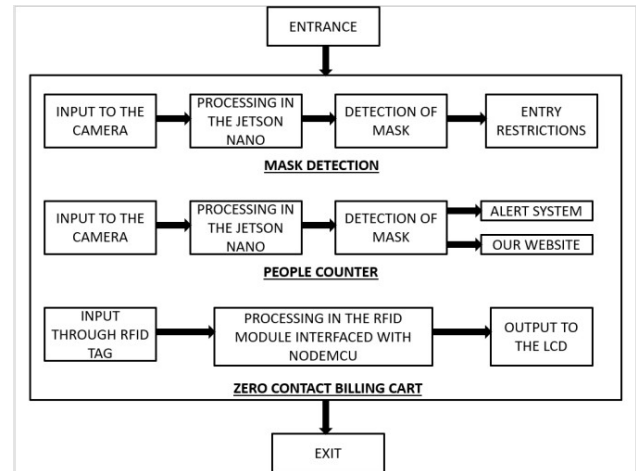 ENTRANCE
INPUT TO THE
CAMERA
PROCESSING IN
THE JETSON
NANO
DETECTION OF
MASK
ENTRY
RESTRICTIONS
MASK DETECTION
INPUT TO THE
CAMERA
PROCESSING IN
THE JETSON
NANO
DETECTION OF
MASK
ALERT SYSTEM
OUR WEBSITE
PEOPLE COUNTER
INPUT
THROUGH RFID
TAG
PROCESSING IN THE RFID
MODULE INTERFACED WITH
NODEMCU
OUTPUT TO
THE LCD
ZERO CONTACT BILLING CART
EXIT